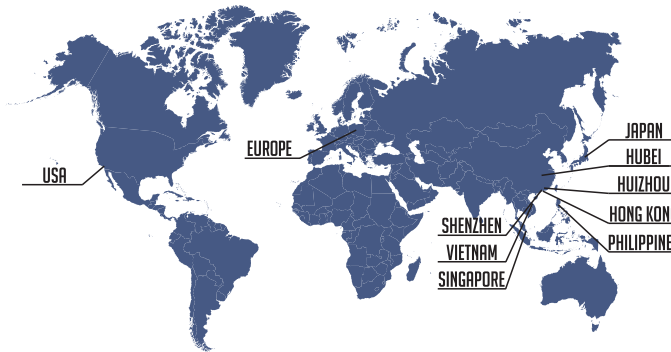 JAPAN
EUROPE
HUBEI
USA
HUIZHOU
HONG KON
SHENZHEN
PHILIPPINE
VIETNAM
SINGAPORE